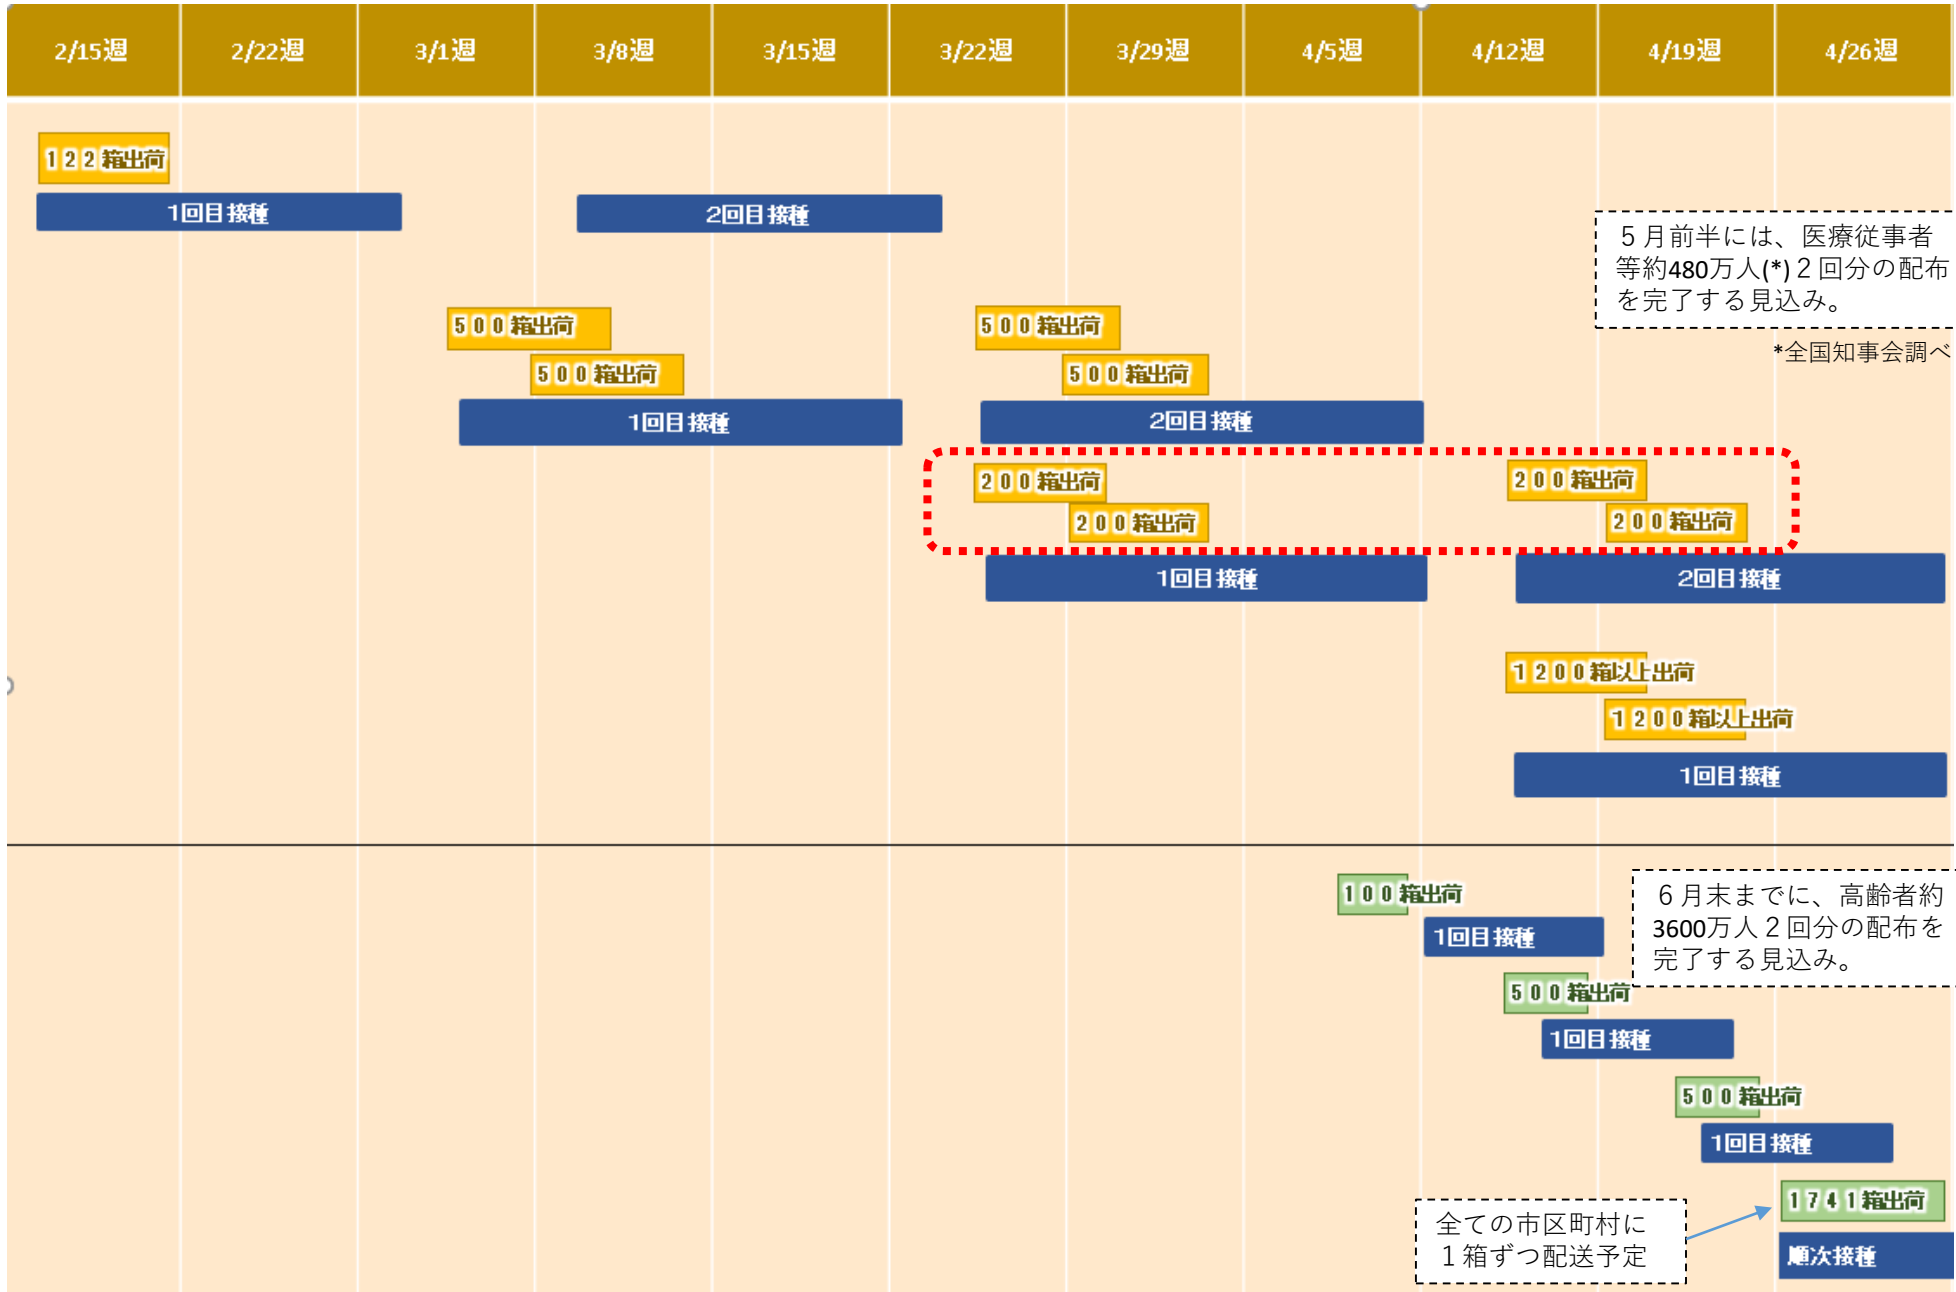 2/15週
2/22週
3/1週
3/8週
3/15週
3/22週
3/29週
4/5週
4/12週
4/19週
4/26週
122箱出荷
1回目接種
2回目接種
5月前半には、医療従事者
等約480万人(*)2回分の配布
を完了する見込み。
*全国知事会調べ
500箱出荷
500箱出荷
500箱出荷
500箱出荷
1回目接種
2回目接種
200箱出荷
200箱出荷
200箱出荷
200箱出荷
1回目接種
2回目接種
1200箱以上出荷
1200箱以上出荷
1回目接種
100箱出荷
1回目接種
6月末までに、高齢者約
3600万人2回分の配布を
完了する見込み。
500箱出荷
1回目接種
500箱出荷
1回目接種
1741箱出荷
全ての市区町村に
1箱ずつ配送予定
順次接種